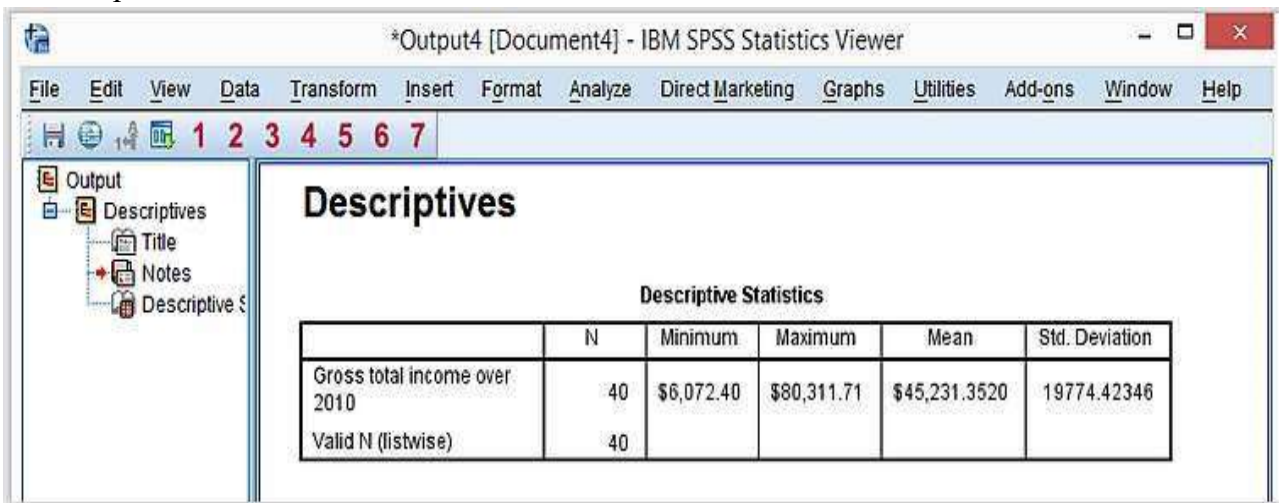 *Output4 [Document4] - IBM SPSS Statistics Viewer
File Edit View Data Transform Insert Format Analyze Direct Marketing Graphs Utilities Add-ons Window Help
1 2 3 4 5 6 7
Output
Descriptives
Title
Notes
Descriptive S
Descriptives
Descriptive Statistics
N Minimum Maximum Mean Std. Deviation
Gross total income over
2010 40 $6,072.40 $80,311.71 $45,231.3520 19774.42346
Valid N (listwise) 40